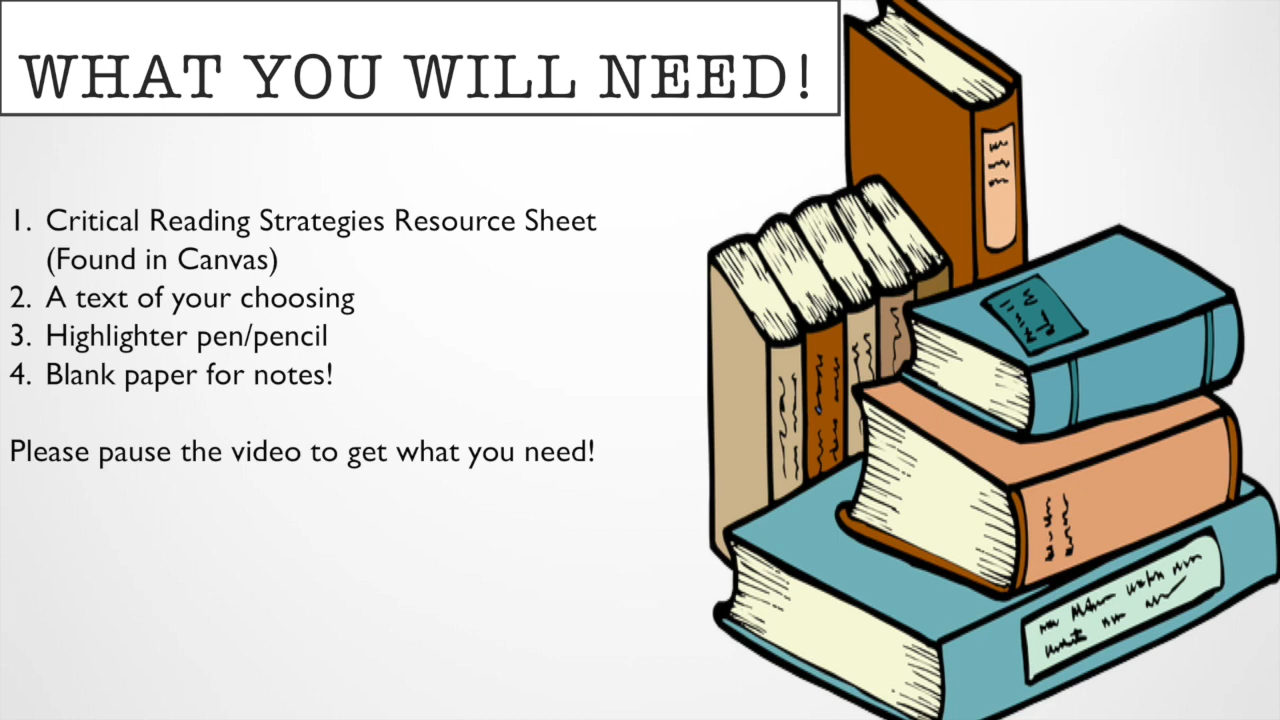 WHAT YOU WILL NEED!
1. Critical Reading Strategies Resource Sheet
(Found in Canvas)
2. A text of your choosing
3. Highlighter pen/pencil
4. Blank paper for notes!
Please pause the video to get what you need!